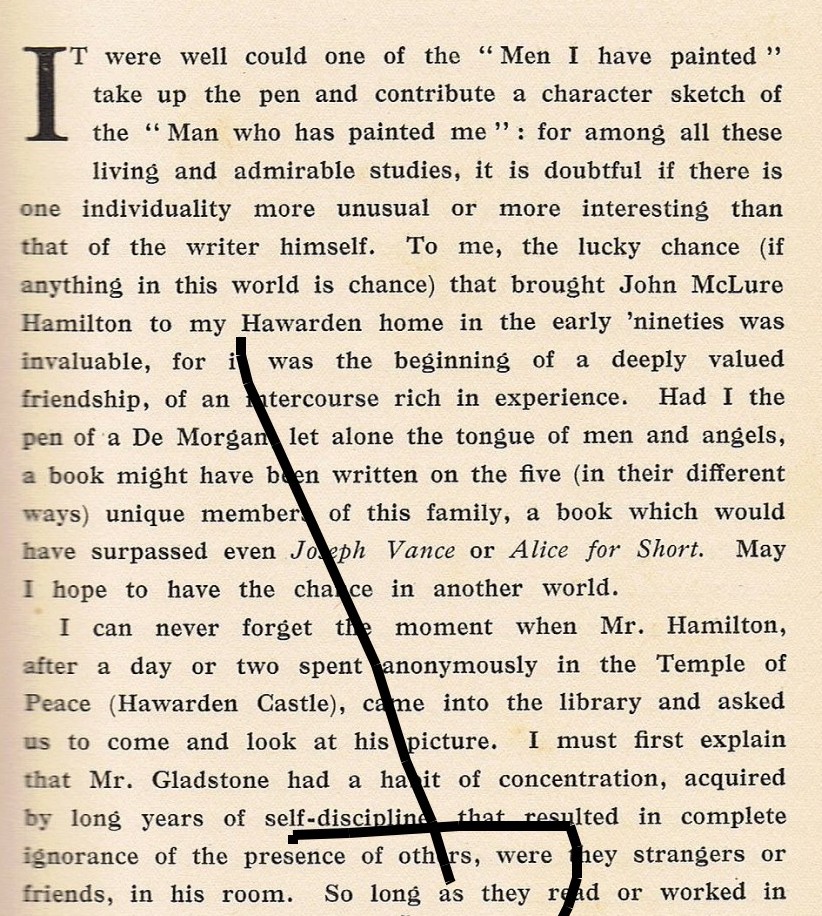 IT were well could one of the “Men I have painted”
take up the pen and contribute a character sketch of
the “Man who has painted me”: for among all these
living and admirable studies, it is doubtful if there is
one individuality more unusual or more interesting than
that of the writer himself. To me, the lucky chance (if
anything in this world is chance) that brought John McLure
Hamilton to my Hawarden home in the early 'nineties was
invaluable, for it was the beginning of a deeply valued
friendship, of an intercourse rich in experience. Had I the
pen of a De Morgan, let alone the tongue of men and angels,
a book might have been written on the five (in their different
ways) unique members of this family, a book which would
have surpassed even Joseph Vance or Alice for Short. May
I hope to have the chance in another world.
I can never forget the moment when Mr. Hamilton,
after a day or two spent anonymously in the Temple of
Peace (Hawarden Castle), came into the library and asked
us to come and look at his picture. I must first explain
that Mr. Gladstone had a habit of concentration, acquired
by long years of self-discipline, that resulted in complete
ignorance of the presence of others, were they strangers or
friends, in his room. So long as they read or worked in